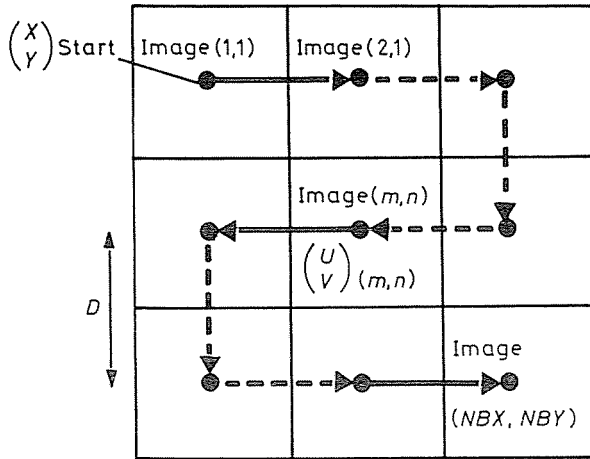 (X
Y) Start
Image(1,1)
Image(2,1)
Image(m,n)
(U
V)(m,n)
D
Image
(NBX, NBY)